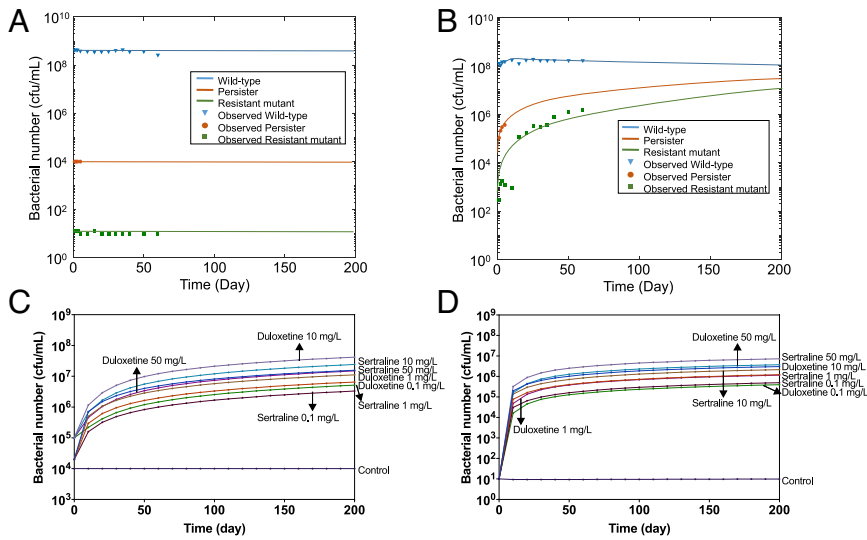 A
Bacterial number (cfu/mL)
10^10
10^8
10^6
10^4
10^2
10^0
Wild-type
Persister
Resistant mutant
Observed Wild-type
Observed Persister
Observed Resistant mutant
0 50 100 150 200
Time (Day)
B
Bacterial number (cfu/mL)
10^10
10^8
10^6
10^4
10^2
10^0
Wild-type
Persister
Resistant mutant
Observed Wild-type
Observed Persister
Observed Resistant mutant
0 50 100 150 200
Time (Day)
C
Bacterial number (cfu/mL)
10^9
10^8
10^7
10^6
10^5
10^4
10^3
Duloxetine 10 mg/L
Duloxetine 50 mg/L
Sertraline 10 mg/L
Sertraline 50 mg/L
Duloxetine 1 mg/L
Duloxetine 0.1 mg/L
Sertraline 1 mg/L
Sertraline 0.1 mg/L
Control
0 50 100 150 200
Time (day)
D
Bacterial number (cfu/mL)
10^9
10^8
10^7
10^6
10^5
10^4
10^3
10^2
10^1
10^0
Duloxetine 50 mg/L
Sertraline 50 mg/L
Duloxetine 10 mg/L
Sertraline 1 mg/L
Sertraline 0.1 mg/L
Duloxetine 0.1 mg/L
Sertraline 10 mg/L
Duloxetine 1 mg/L
Control
0 50 100 150 200
Time (day)